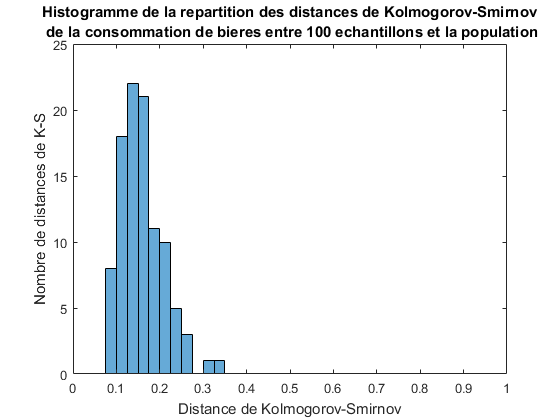 Histogramme de la repartition des distances de Kolmogorov-Smirnov
de la consommation de bieres entre 100 echantillons et la population
Nombre de distances de K-S
25
20
15
10
5
0
0 0.1 0.2 0.3 0.4 0.5 0.6 0.7 0.8 0.9 1
Distance de Kolmogorov-Smirnov